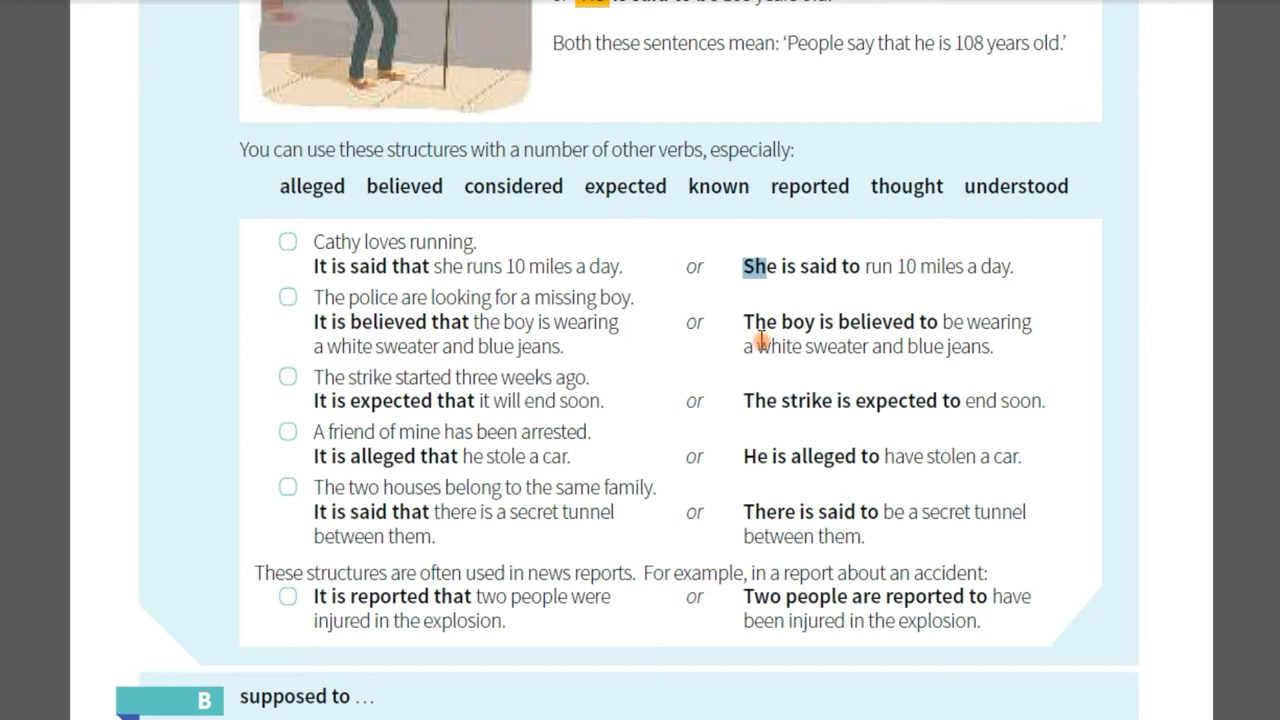 Both these sentences mean: ‘People say that he is 108 years old.’
You can use these structures with a number of other verbs, especially:
alleged believed considered expected known reported thought understood
Cathy loves running.
It is said that she runs 10 miles a day. or She is said to run 10 miles a day.
The police are looking for a missing boy.
It is believed that the boy is wearing or The boy is believed to be wearing
a white sweater and blue jeans. a white sweater and blue jeans.
The strike started three weeks ago.
It is expected that it will end soon. or The strike is expected to end soon.
A friend of mine has been arrested.
It is alleged that he stole a car. or He is alleged to have stolen a car.
The two houses belong to the same family.
It is said that there is a secret tunnel or There is said to be a secret tunnel
between them. between them.
These structures are often used in news reports. For example, in a report about an accident:
It is reported that two people were or Two people are reported to have
injured in the explosion. been injured in the explosion.
B supposed to …